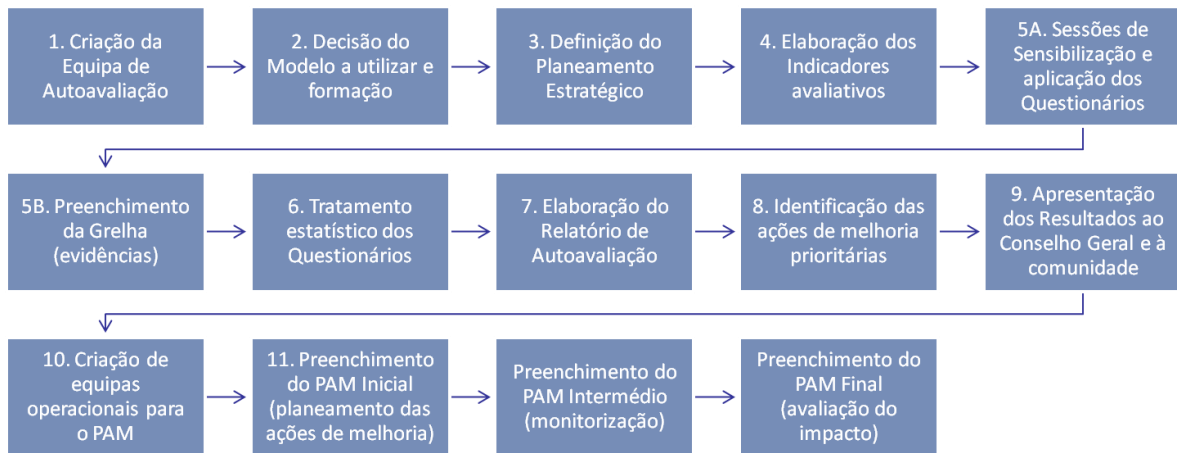 1. Criação da
Equipa de
Autoavaliação
2. Decisão do
Modelo a utilizar e
formação
3. Definição do
Planeamento
Estratégico
4. Elaboração dos
Indicadores
avaliativos
5A. Sessões de
Sensibilização e
aplicação dos
Questionários
5B. Preenchimento
da Grelha
(evidências)
6. Tratamento
estatístico dos
Questionários
7. Elaboração do
Relatório de
Autoavaliação
8. Identificação das
ações de melhoria
prioritárias
9. Apresentação
dos Resultados ao
Conselho Geral e à
comunidade
10. Criação de
equipas
operacionais para
o PAM
11. Preenchimento
do PAM Inicial
(planeamento das
ações de melhoria)
Preenchimento do
PAM Intermédio
(monitorização)
Preenchimento do
PAM Final
(avaliação do
impacto)